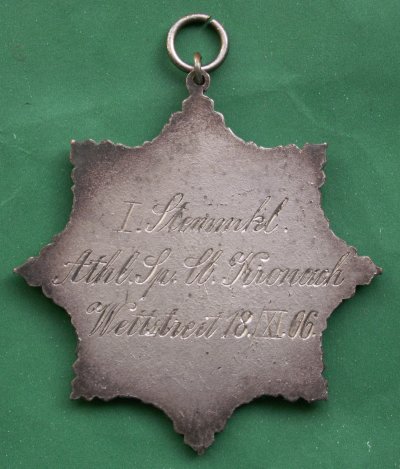 I. Stemmkl.
Athl. Sp. Cl. Kronach
Wettstreit 18./XI.06.